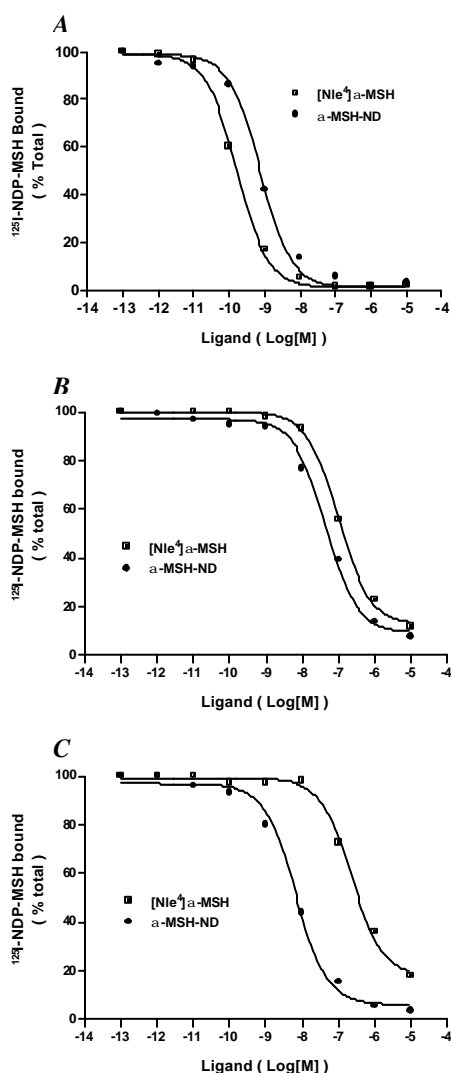 A
100
80
60
40
20
0
¹²⁵I-NDP-MSH Bound
( % Total )
[Nle⁴]a-MSH
a-MSH-ND
-14 -13 -12 -11 -10 -9 -8 -7 -6 -5 -4
Ligand ( Log[M] )
B
100
80
60
40
20
0
¹²⁵I-NDP-MSH bound
( % total )
[Nle⁴]a-MSH
a-MSH-ND
-14 -13 -12 -11 -10 -9 -8 -7 -6 -5 -4
Ligand ( Log[M] )
C
100
80
60
40
20
0
¹²⁵I-NDP-MSH bound
( % total )
[Nle⁴]a-MSH
a-MSH-ND
-14 -13 -12 -11 -10 -9 -8 -7 -6 -5 -4
Ligand ( Log[M] )